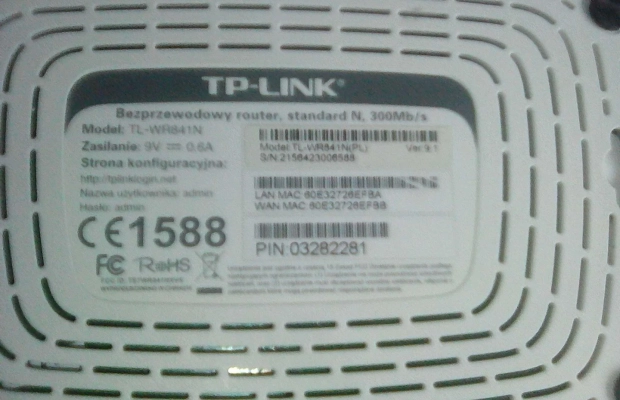 TP-LINK®
Bezprzewodowy router, standard N, 300Mb/s
Model: TL-WR841N
Zasilanie: 9V 0.6A
Strona konfiguracyjna:
http://tplinklogin.net
Nazwa użytkownika: admin
Hasło: admin
CE1588
FC RoHS
Model:TL-WR841N(PL) Ver:9.1
S/N:2156423006588
LAN MAC:60E32726EFBA
WAN MAC:60E32726EFBB
PIN:03282281